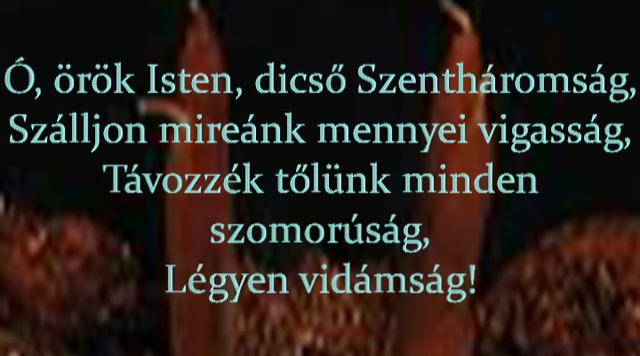 Ó, örök Isten, dicső Szentháromság,
Szálljon mireánk mennyei vigasság,
Távozzék tőlünk minden
szomorúság,
Légyen vidámság!